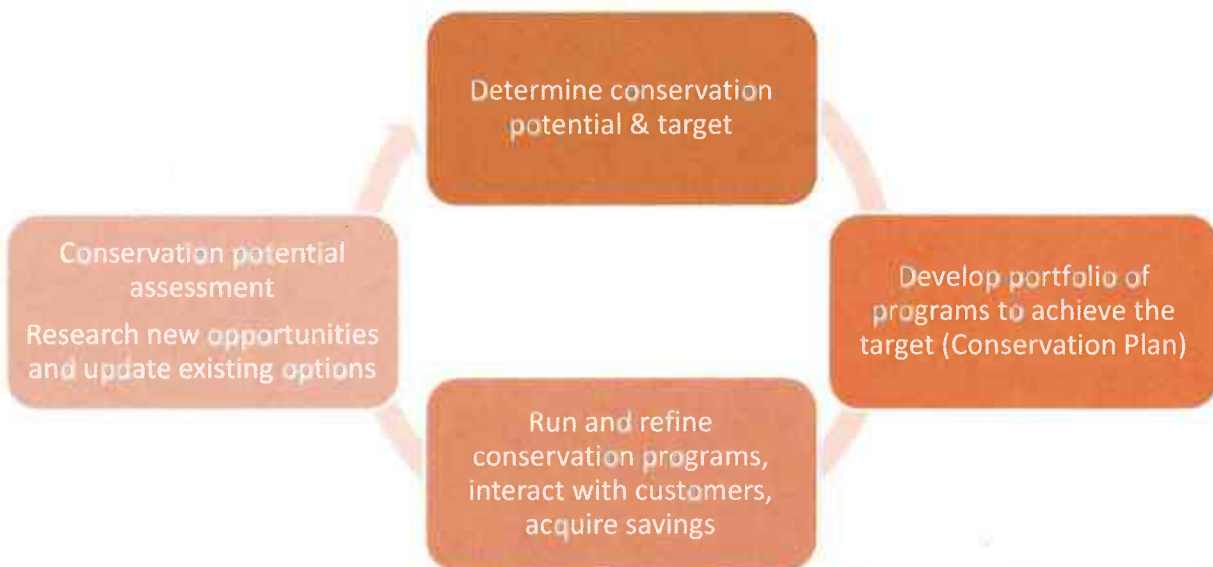 Determine conservation
potential & target
Develop portfolio of
programs to achieve the
target (Conservation Plan)
Run and refine
conservation programs,
interact with customers,
acquire savings
Conservation potential
assessment
Research new opportunities
and update existing options